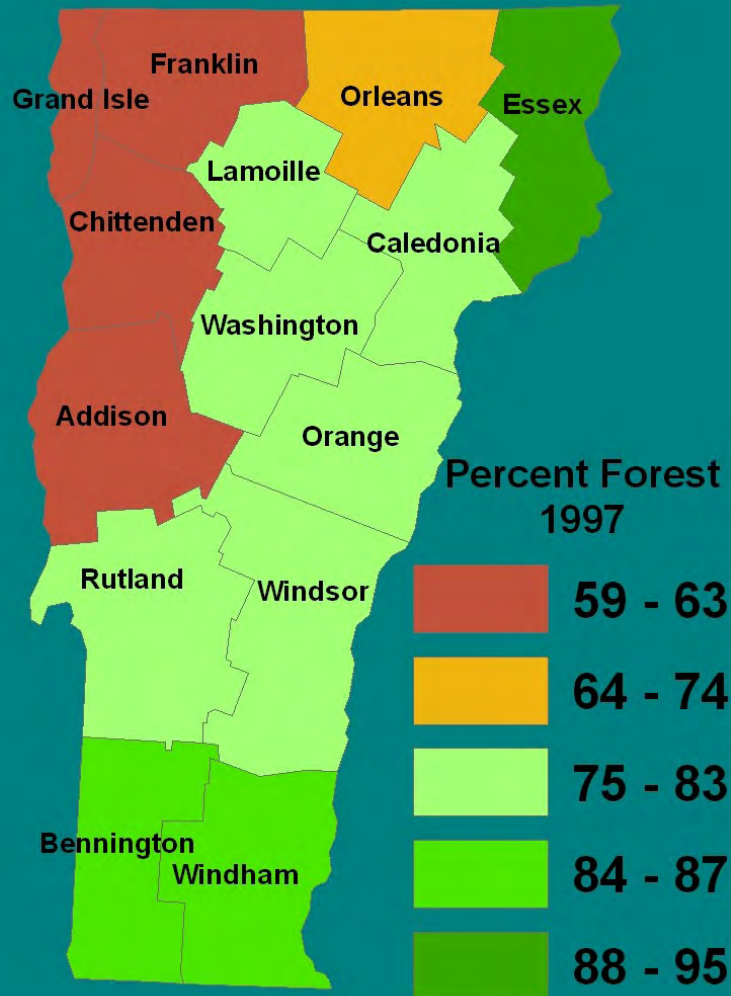 Franklin
Grand Isle
Orleans
Essex
Lamoille
Chittenden
Caledonia
Washington
Addison
Orange
Percent Forest
1997
Rutland
Windsor
59 - 63
64 - 74
75 - 83
Bennington
Windham
84 - 87
88 - 95